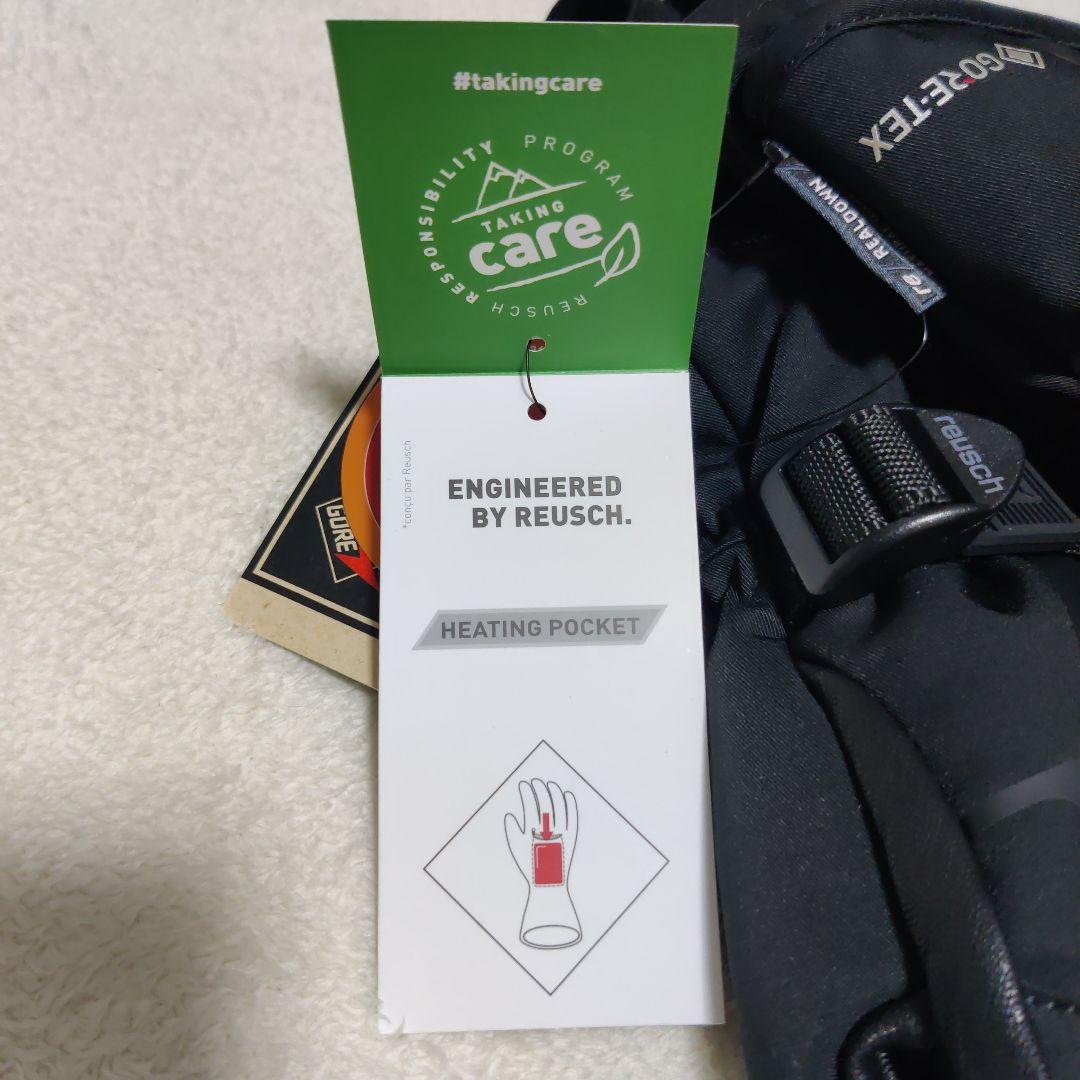 #takingcare
RESPONSIBILITY PROGRAM
TAKING
care
REUSCH
*conçu par Reusch
ENGINEERED
BY REUSCH.
HEATING POCKET
GORE
GORE-TEX
re/REALDOWN
reusch